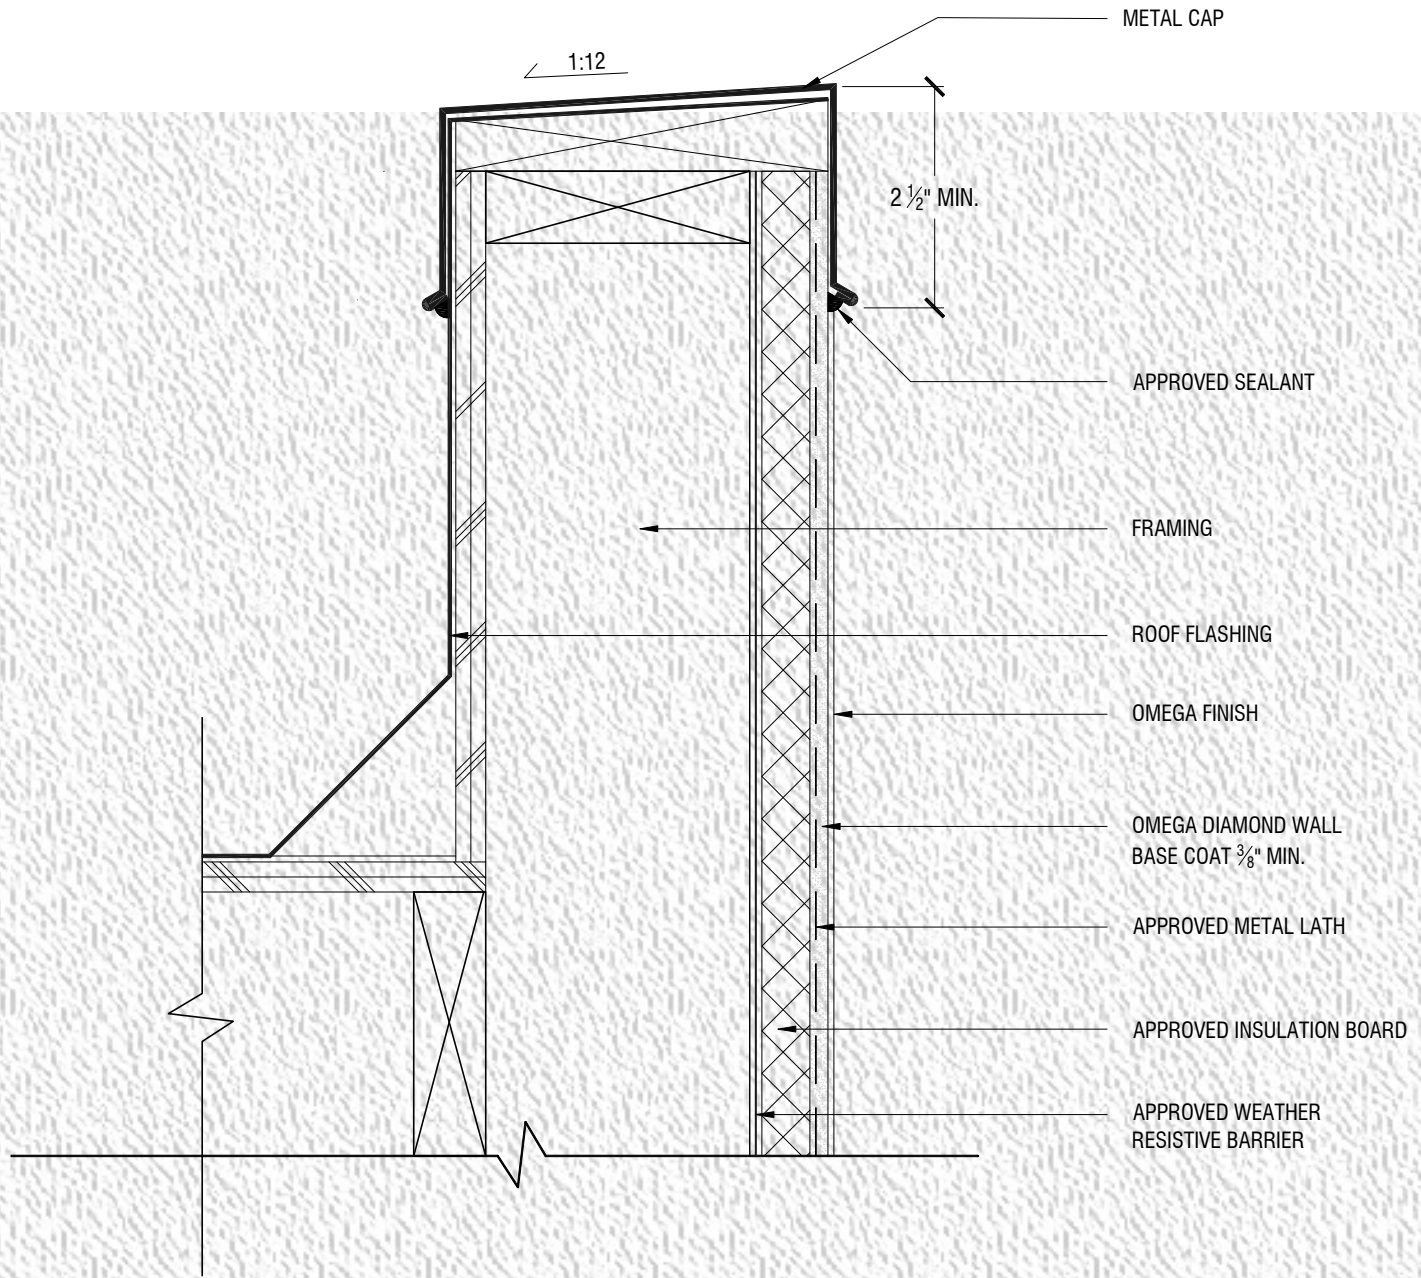 METAL CAP
1:12
2 ½" MIN.
APPROVED SEALANT
FRAMING
ROOF FLASHING
OMEGA FINISH
OMEGA DIAMOND WALL
BASE COAT ⅜" MIN.
APPROVED METAL LATH
APPROVED INSULATION BOARD
APPROVED WEATHER
RESISTIVE BARRIER